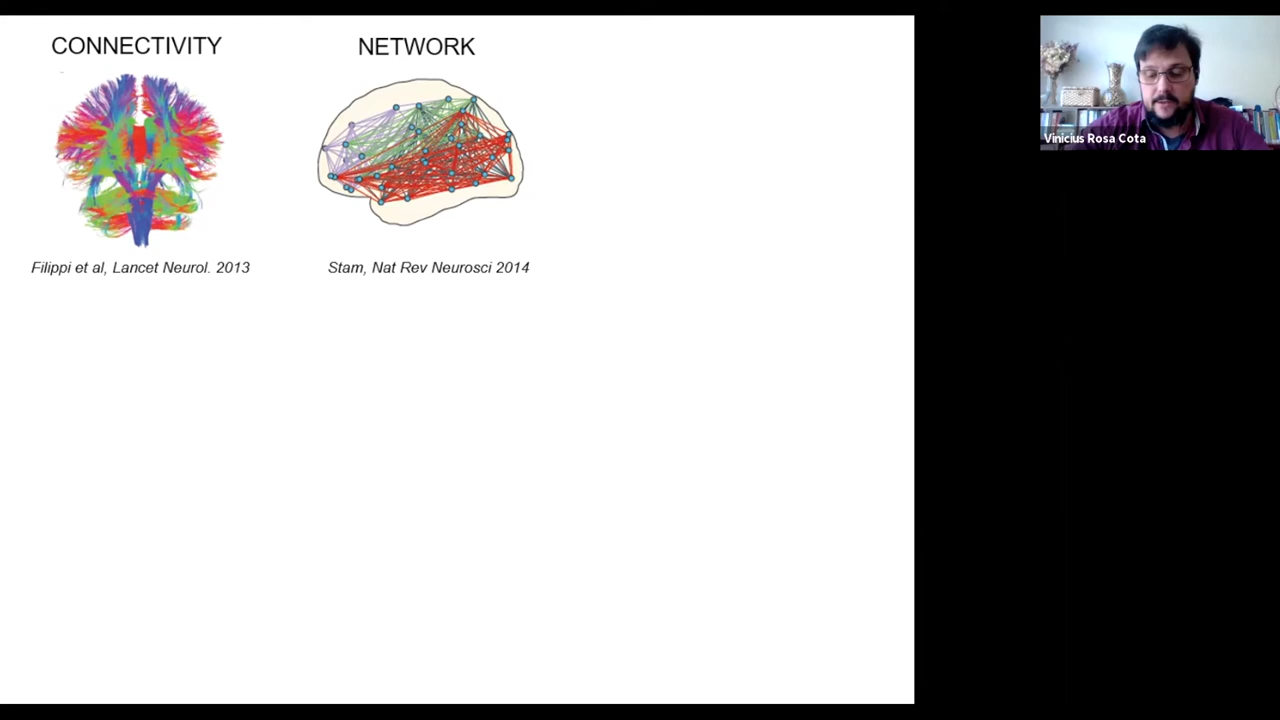 CONNECTIVITY
NETWORK
Filippi et al, Lancet Neurol. 2013
Stam, Nat Rev Neurosci 2014
Vinicius Rosa Cota